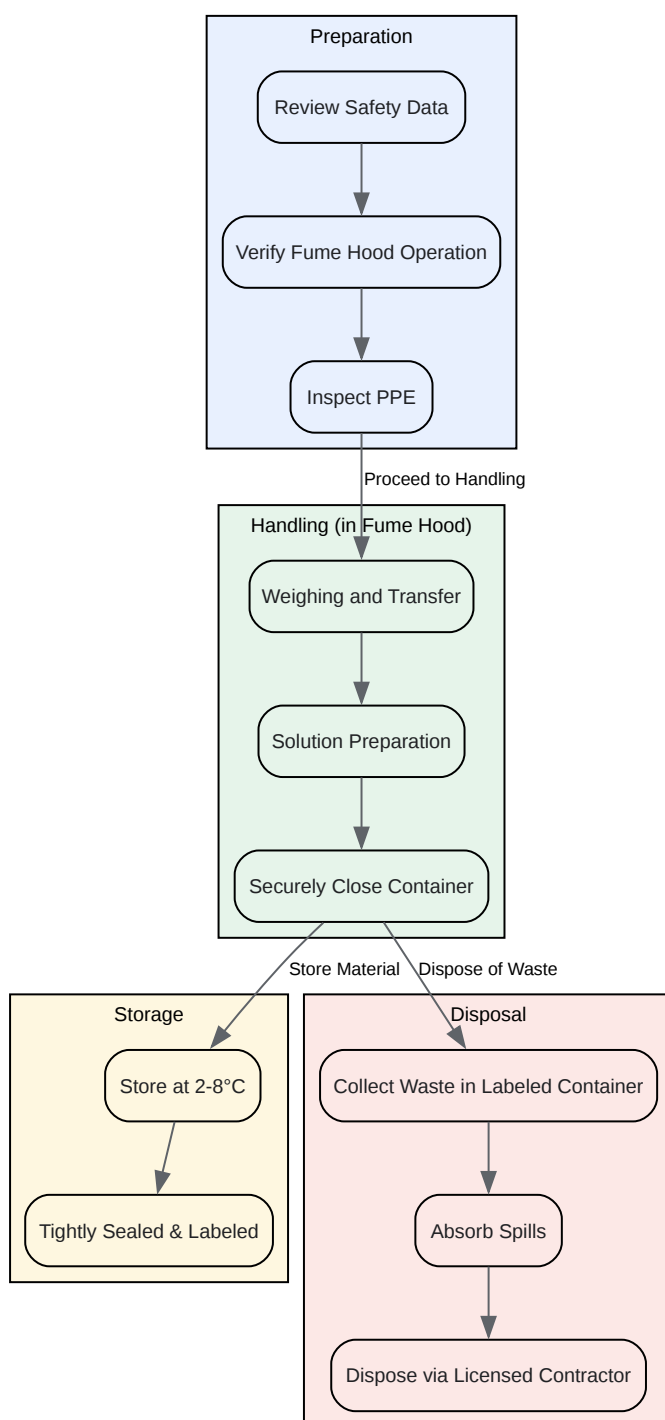 Preparation
Review Safety Data
Verify Fume Hood Operation
Inspect PPE
Proceed to Handling
Handling (in Fume Hood)
Weighing and Transfer
Solution Preparation
Securely Close Container
Store Material
Dispose of Waste
Storage
Store at 2-8°C
Tightly Sealed & Labeled
Disposal
Collect Waste in Labeled Container
Absorb Spills
Dispose via Licensed Contractor